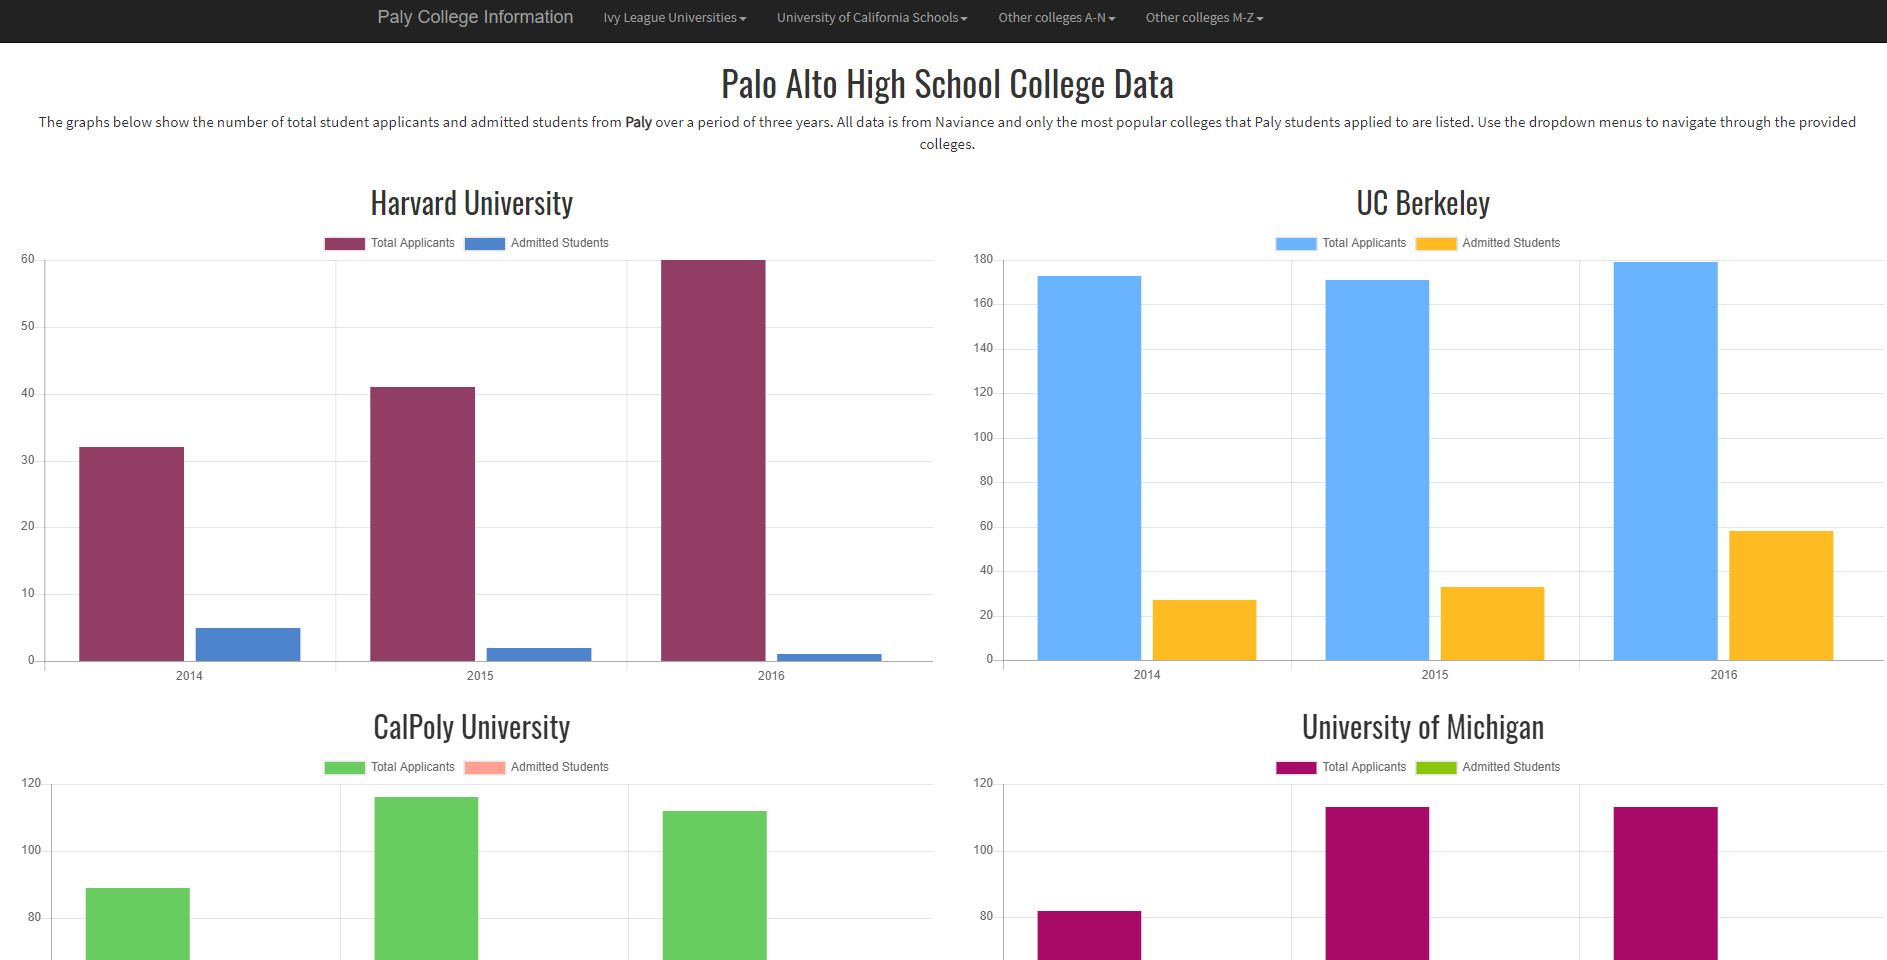 Paly College Information Ivy League Universities University of California Schools Other colleges A-N Other colleges M-Z
Palo Alto High School College Data
The graphs below show the number of total student applicants and admitted students from Paly over a period of three years. All data is from Naviance and only the most popular colleges that Paly students applied to are listed. Use the dropdown menus to navigate through the provided
colleges.
Harvard University
Total Applicants Admitted Students
60
50
40
30
20
10
0
2014 2015 2016
UC Berkeley
Total Applicants Admitted Students
180
160
140
120
100
80
60
40
20
0
2014 2015 2016
CalPoly University
Total Applicants Admitted Students
120
100
80
University of Michigan
Total Applicants Admitted Students
120
100
80